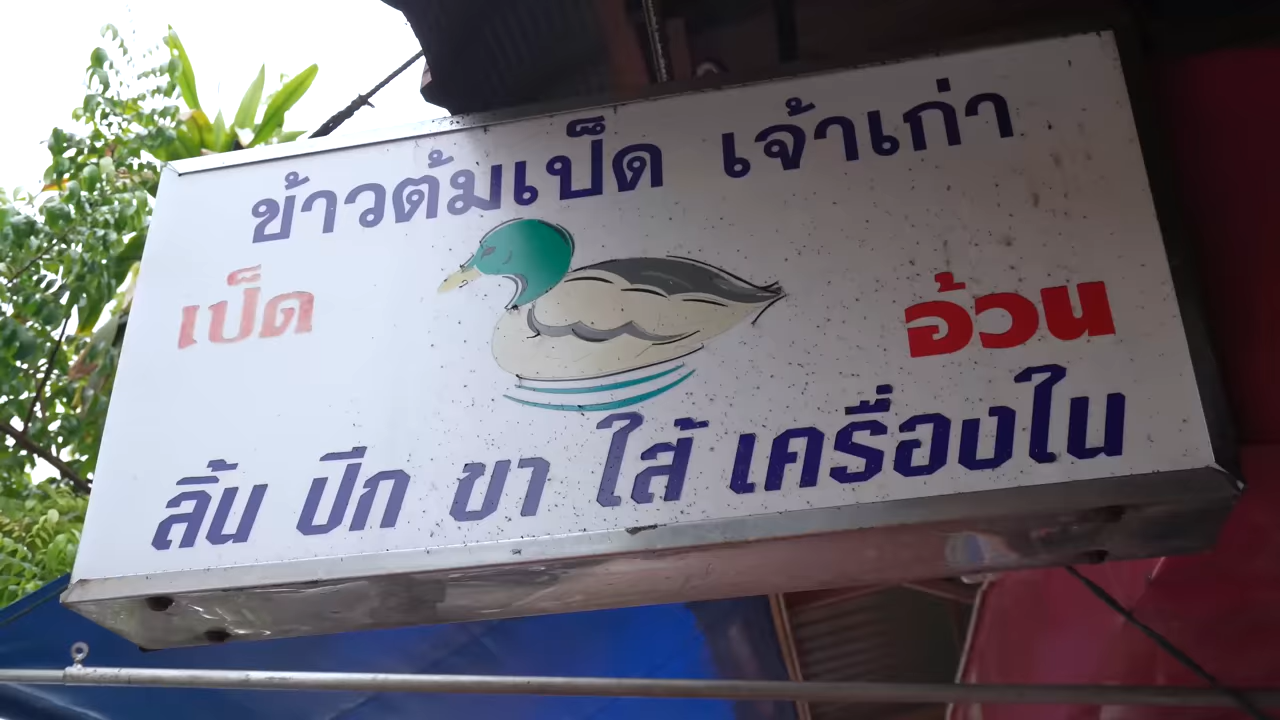 ข้าวต้มเป็ด เจ้าเก่า
เป็ด อ้วน
ลิ้น ปีก ขา ใส้ เครื่องใน